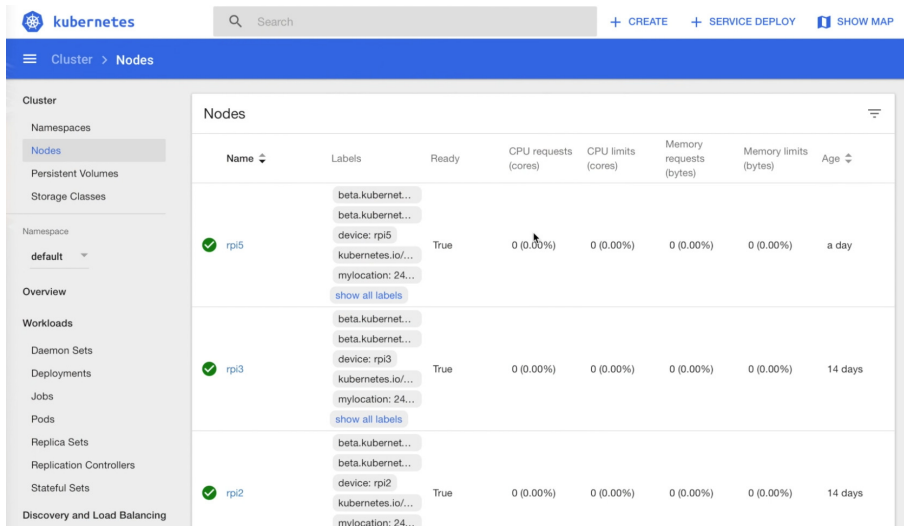 kubernetes
Search
CREATE
SERVICE DEPLOY
SHOW MAP
Cluster > Nodes
Cluster
Namespaces
Nodes
Persistent Volumes
Storage Classes
Namespace
default
Overview
Workloads
Daemon Sets
Deployments
Jobs
Pods
Replica Sets
Replication Controllers
Stateful Sets
Discovery and Load Balancing
Nodes
Name
Labels
Ready
CPU requests
(cores)
CPU limits
(cores)
Memory
requests
(bytes)
Memory limits
(bytes)
Age
rpi5
beta.kubernet...
beta.kubernet...
device: rpi5
kubernetes.io/...
mylocation: 24...
show all labels
True
0 (0.00%)
0 (0.00%)
0 (0.00%)
0 (0.00%)
a day
rpi3
beta.kubernet...
beta.kubernet...
device: rpi3
kubernetes.io/...
mylocation: 24...
show all labels
True
0 (0.00%)
0 (0.00%)
0 (0.00%)
0 (0.00%)
14 days
rpi2
beta.kubernet...
beta.kubernet...
device: rpi2
kubernetes.io/...
mylocation: 24...
True
0 (0.00%)
0 (0.00%)
0 (0.00%)
0 (0.00%)
14 days